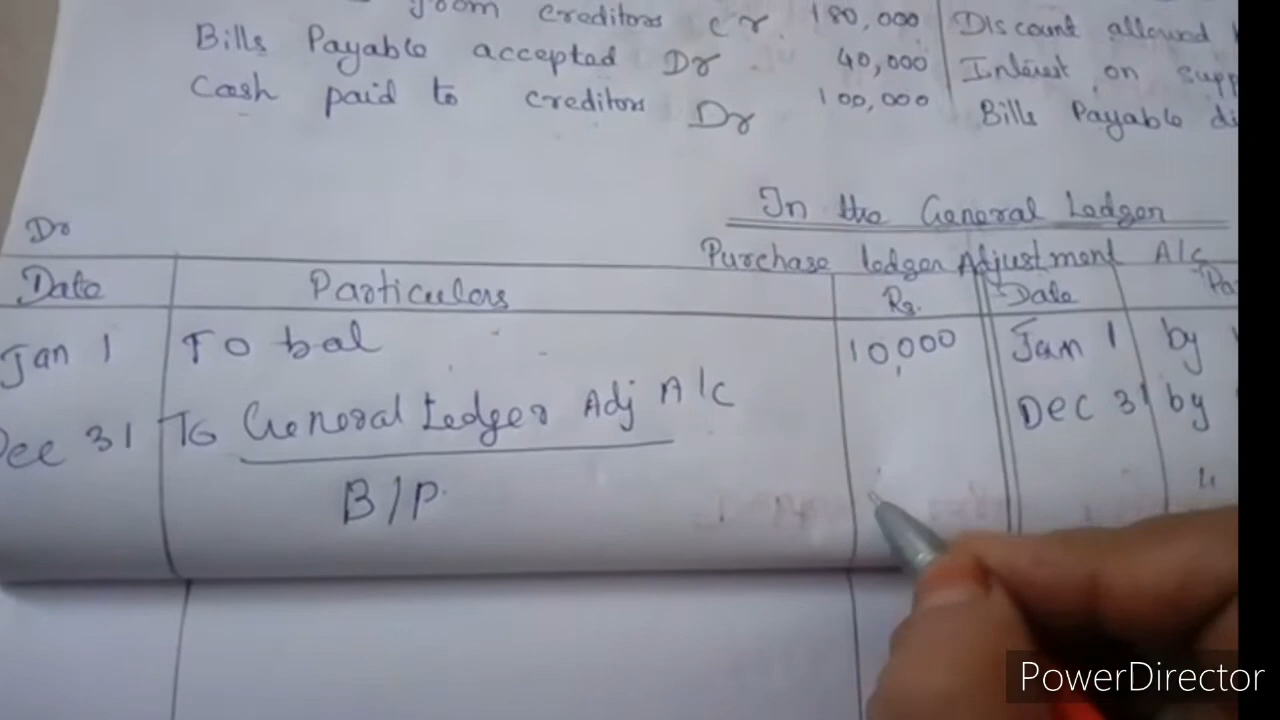 from creditors cr. 180,000 Discount allowed
Bills Payable accepted Dr 40,000 Interest on
Cash paid to creditors Dr 100,000 Bills Payable
In the General Ledger
Dr
Purchase ledger Adjustment A/c
Date Particulars Rs. Date
Jan 1 To bal 10,000 Jan 1 by
Dec 31 To General Ledger Adj A/C Dec 31 by
B/P.
PowerDirector